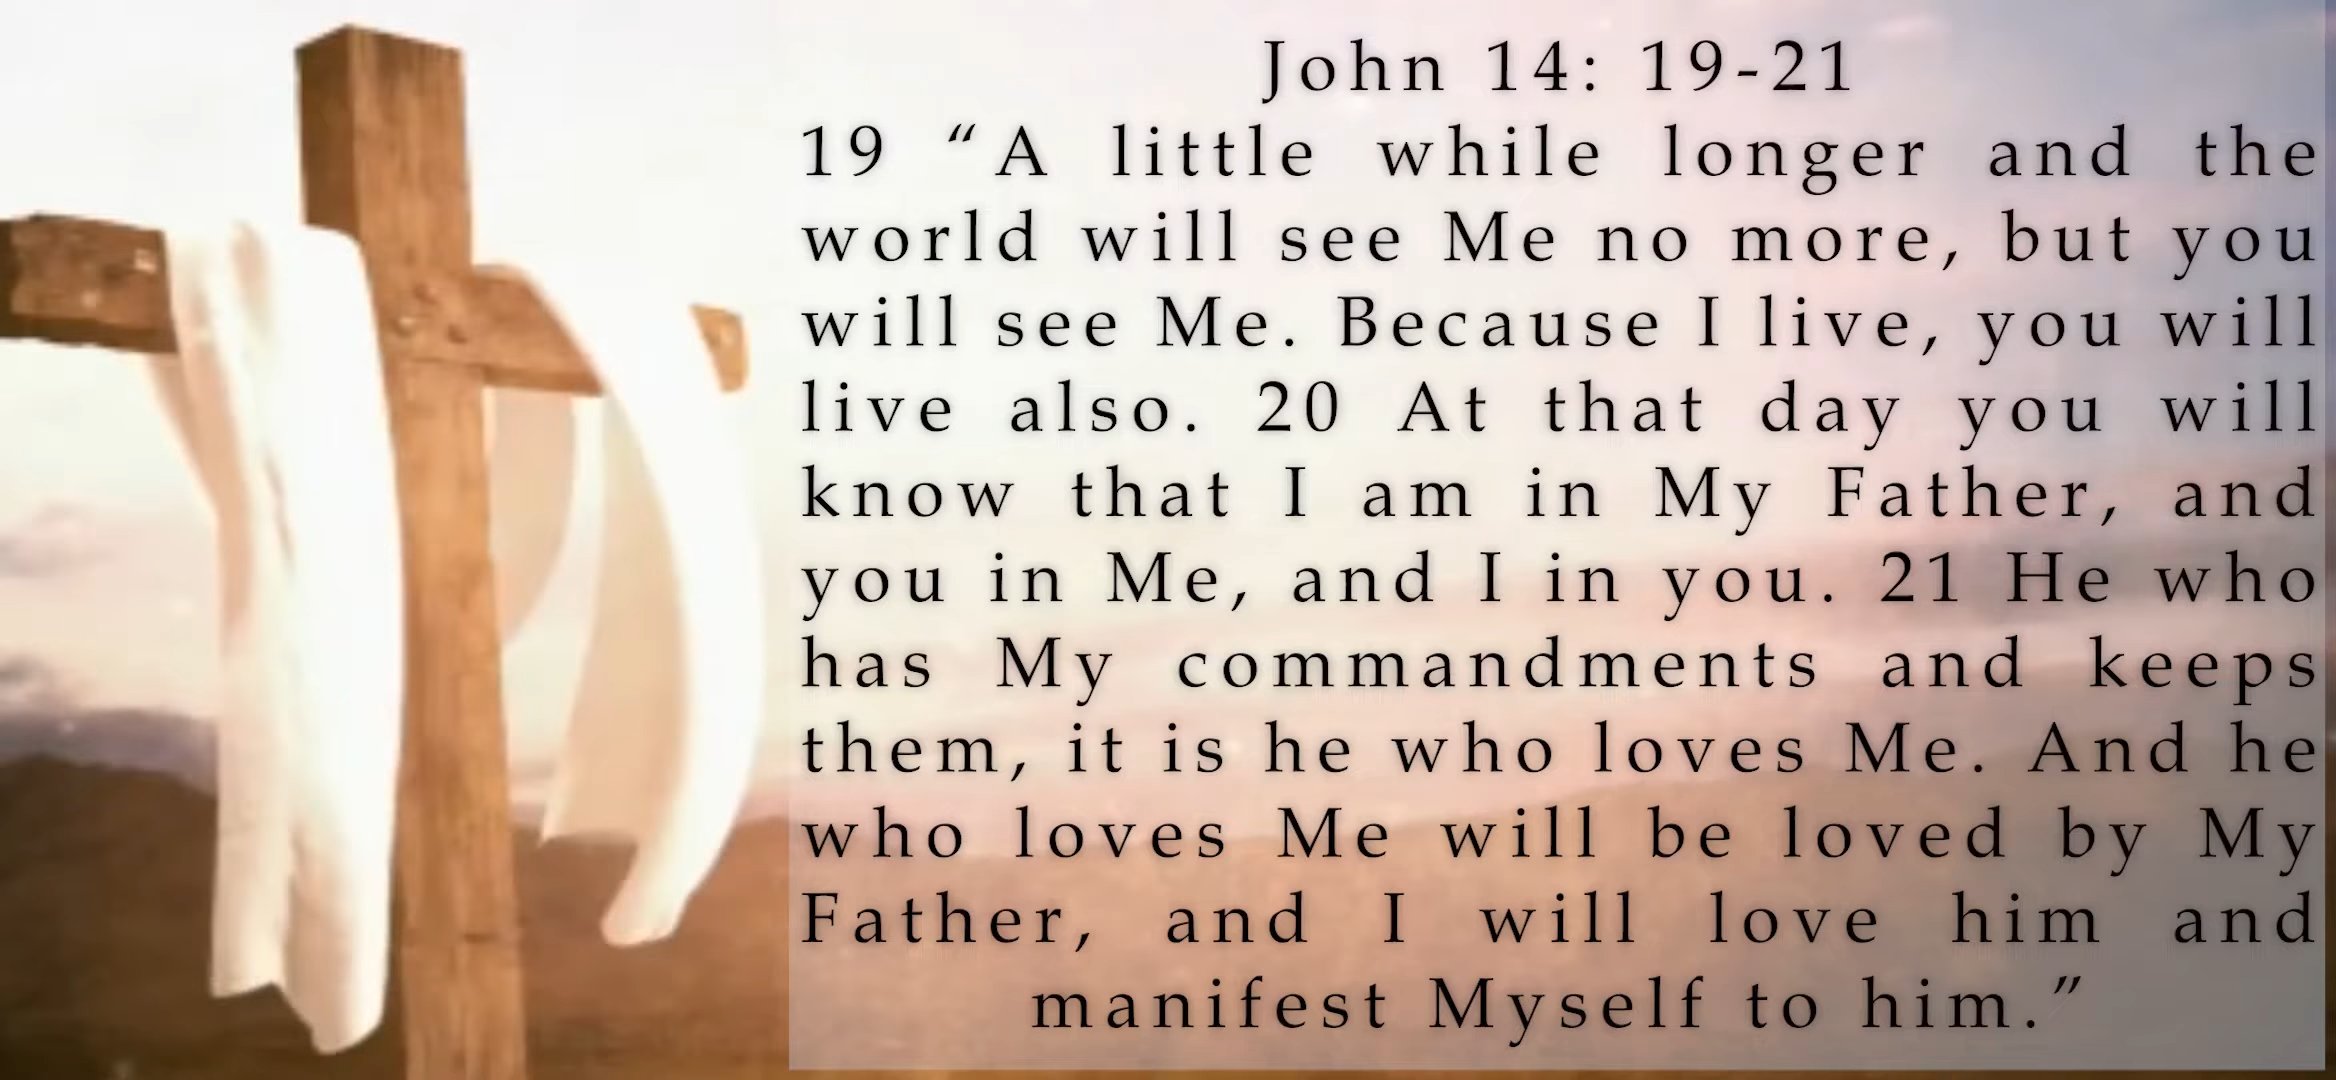 John 14: 19-21
19 “A little while longer and the
world will see Me no more, but you
will see Me. Because I live, you will
live also. 20 At that day you will
know that I am in My Father, and
you in Me, and I in you. 21 He who
has My commandments and keeps
them, it is he who loves Me. And he
who loves Me will be loved by My
Father, and I will love him and
manifest Myself to him.”